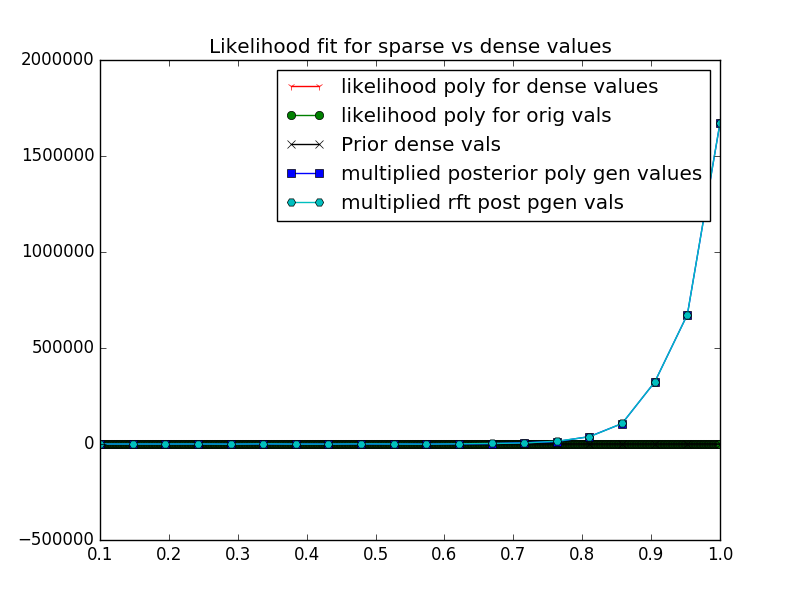 Likelihood fit for sparse vs dense values
2000000
1500000
1000000
500000
0
−500000
likelihood poly for dense values
likelihood poly for orig vals
Prior dense vals
multiplied posterior poly gen values
multiplied rft post pgen vals
0.1 0.2 0.3 0.4 0.5 0.6 0.7 0.8 0.9 1.0